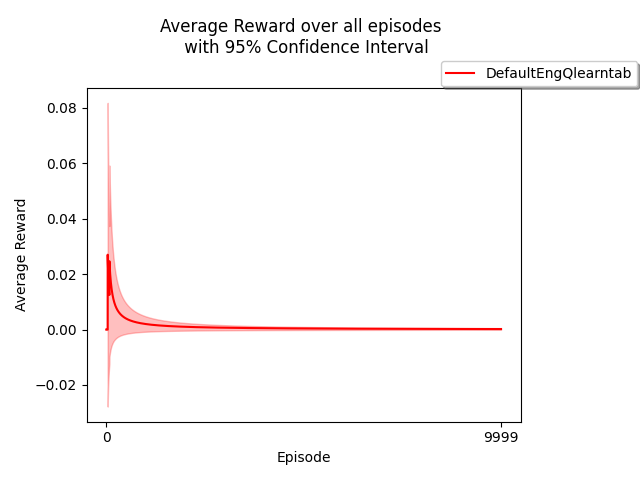 Average Reward over all episodes
with 95% Confidence Interval
DefaultEngQlearntab
0.08
0.06
0.04
0.02
0.00
−0.02
Average Reward
0
9999
Episode